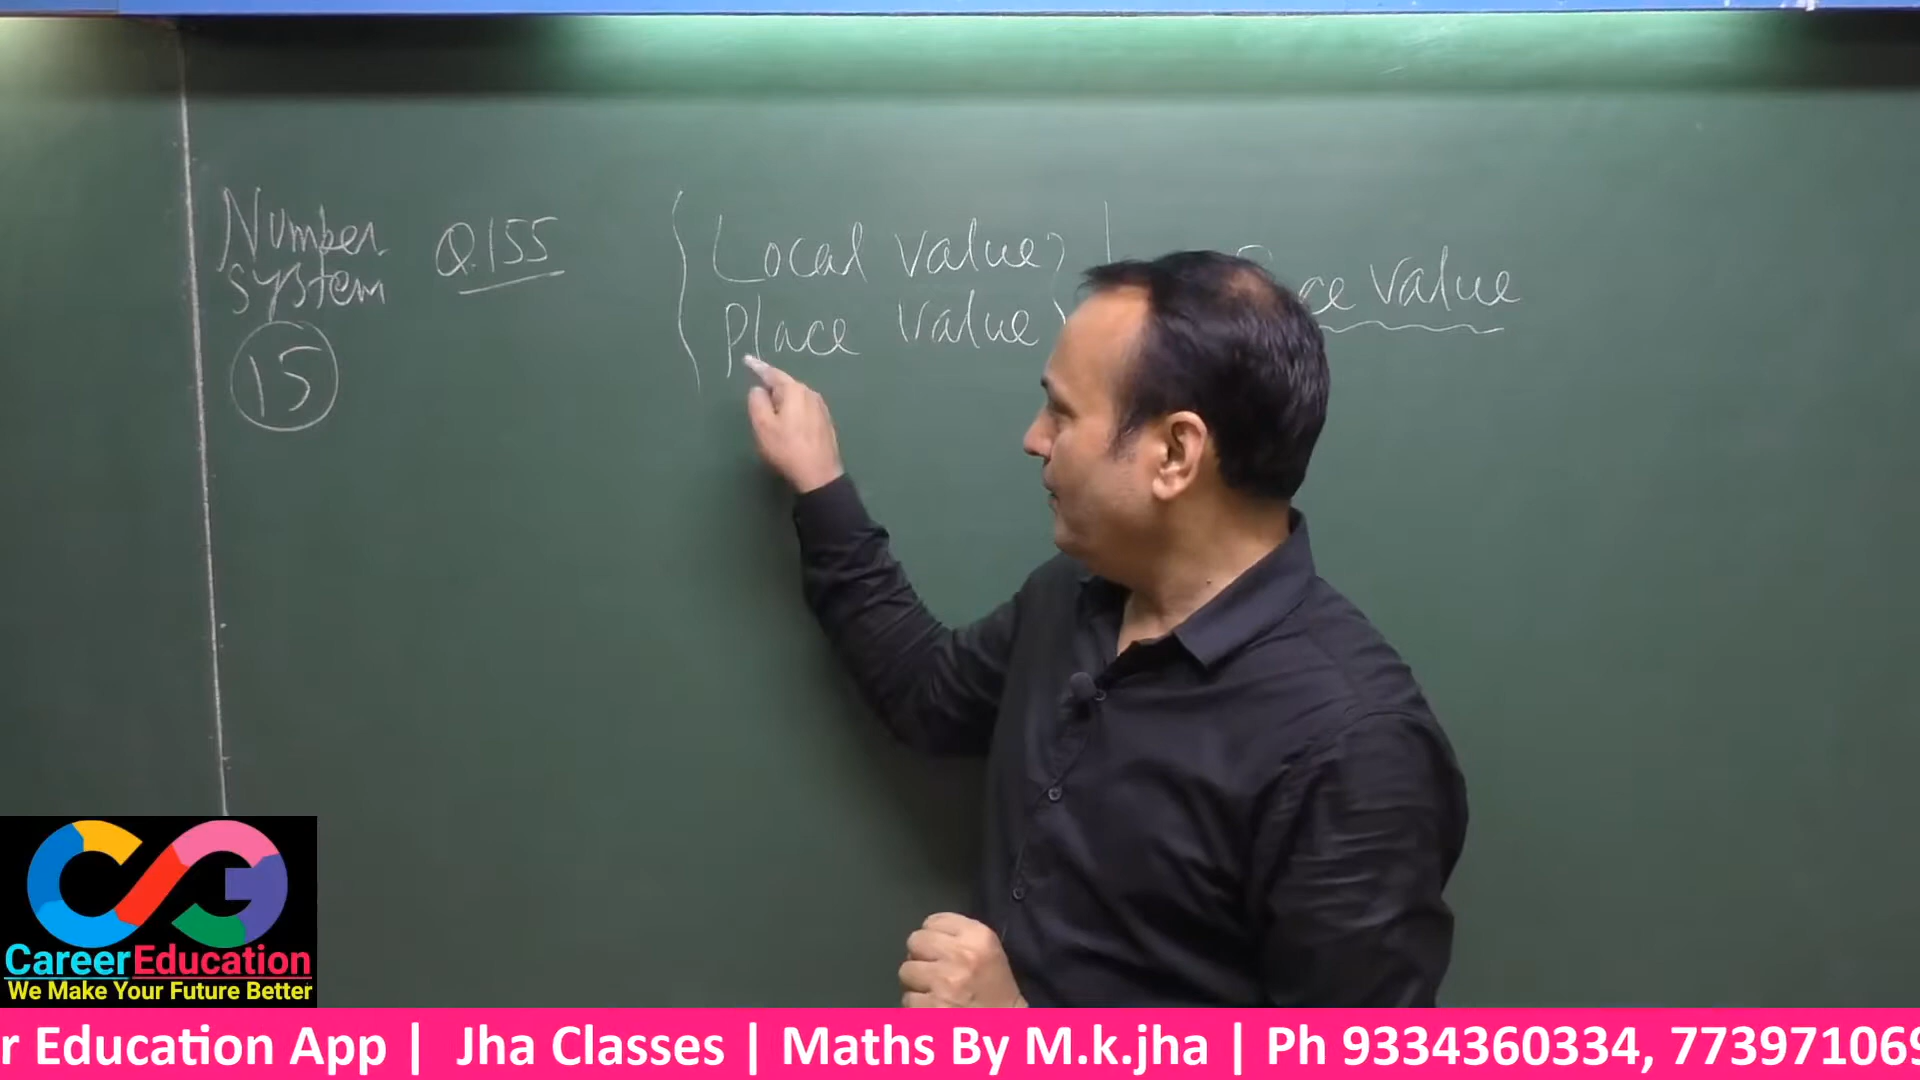 Number
system
15
Q.155
Local value
Place value
ce value
CareerEducation
We Make Your Future Better
r Education App | Jha Classes | Maths By M.k.jha | Ph 9334360334, 773971069